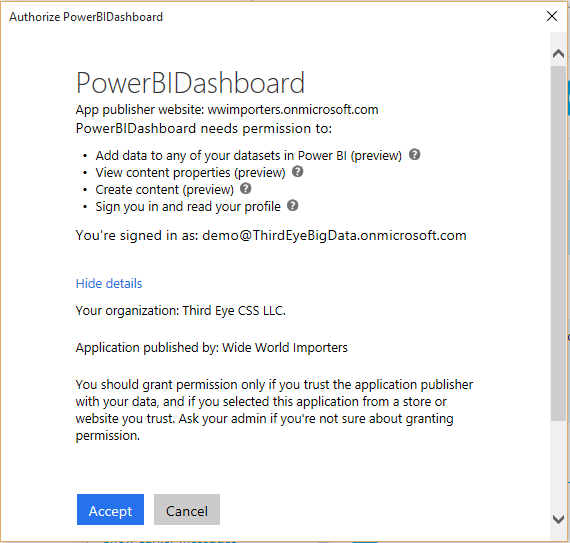 Authorize PowerBIDashboard
PowerBIDashboard
App publisher website: wwimporters.onmicrosoft.com
PowerBIDashboard needs permission to:
• Add data to any of your datasets in Power BI (preview) ?
• View content properties (preview) ?
• Create content (preview) ?
• Sign you in and read your profile ?
You're signed in as: demo@ThirdEyeBigData.onmicrosoft.com
Hide details
Your organization: Third Eye CSS LLC.
Application published by: Wide World Importers
You should grant permission only if you trust the application publisher
with your data, and if you selected this application from a store or
website you trust. Ask your admin if you're not sure about granting
permission.
Accept Cancel